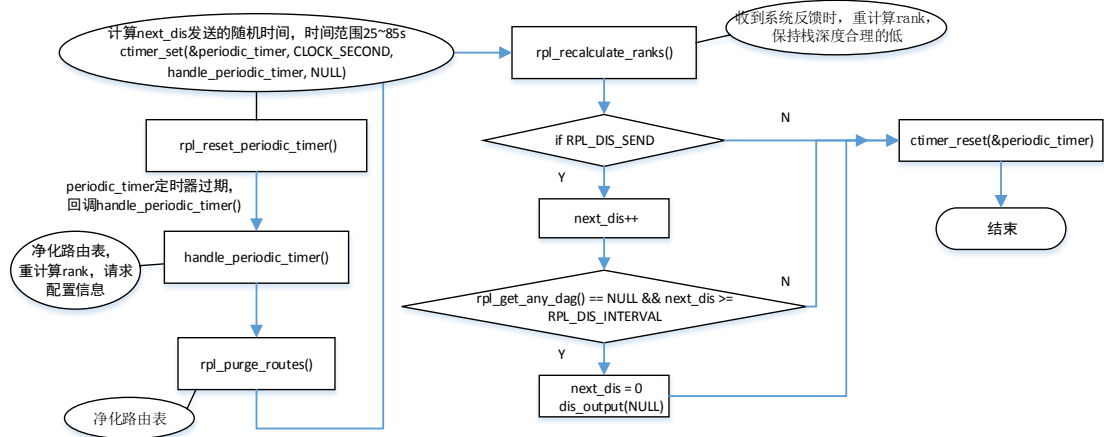 计算next_dis发送的随机时间，时间范围25~85s
ctimer_set(&periodic_timer, CLOCK_SECOND,
handle_periodic_timer, NULL)
rpl_reset_periodic_timer()
periodic_timer定时器过期，
回调handle_periodic_timer()
净化路由表，
重计算rank，请求
配置信息
handle_periodic_timer()
rpl_purge_routes()
净化路由表
rpl_recalculate_ranks()
收到系统反馈时，重计算rank，
保持栈深度合理的低
if RPL_DIS_SEND
N
Y
next_dis++
rpl_get_any_dag() == NULL && next_dis >=
RPL_DIS_INTERVAL
N
Y
next_dis = 0
dis_output(NULL)
ctimer_reset(&periodic_timer)
结束